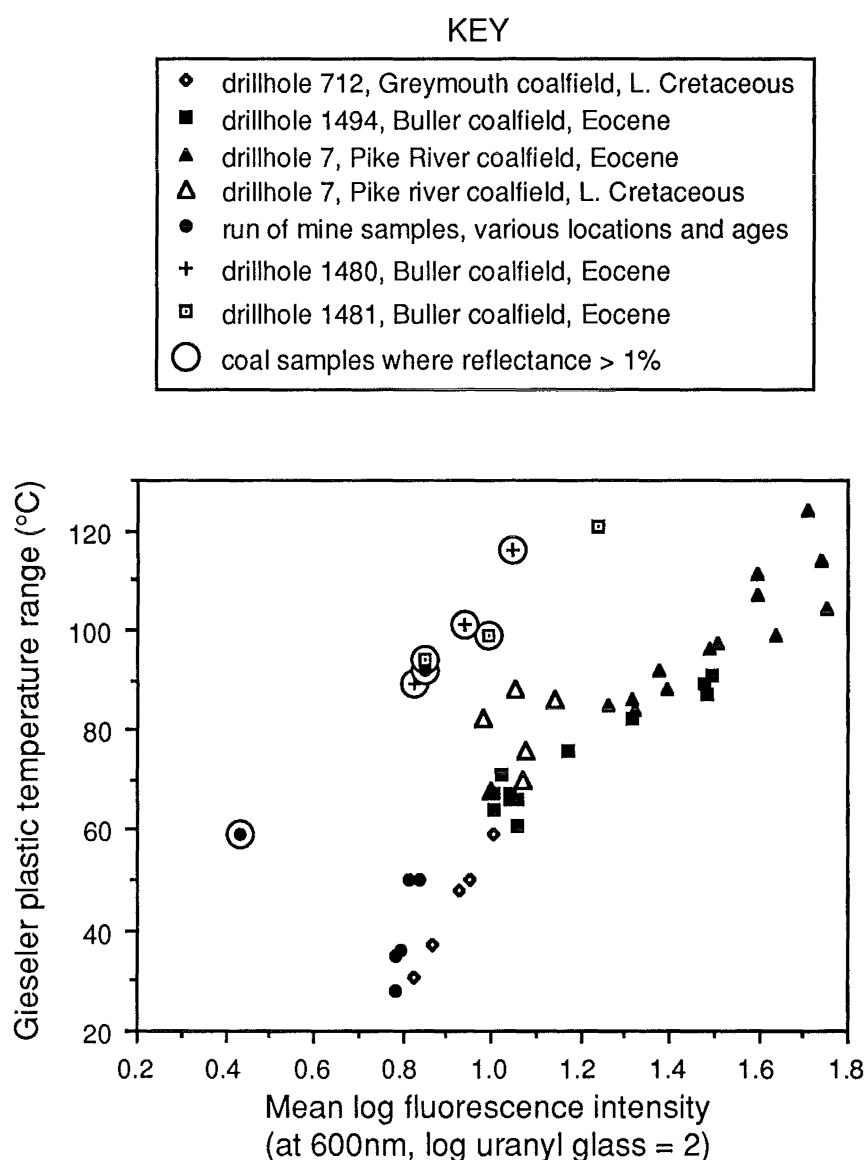 KEY
drillhole 712, Greymouth coalfield, L. Cretaceous
drillhole 1494, Buller coalfield, Eocene
drillhole 7, Pike River coalfield, Eocene
drillhole 7, Pike river coalfield, L. Cretaceous
run of mine samples, various locations and ages
drillhole 1480, Buller coalfield, Eocene
drillhole 1481, Buller coalfield, Eocene
coal samples where reflectance > 1%
Gieseler plastic temperature range (°C)
120
100
80
60
40
20
0.2 0.4 0.6 0.8 1.0 1.2 1.4 1.6 1.8
Mean log fluorescence intensity
(at 600nm, log uranyl glass = 2)